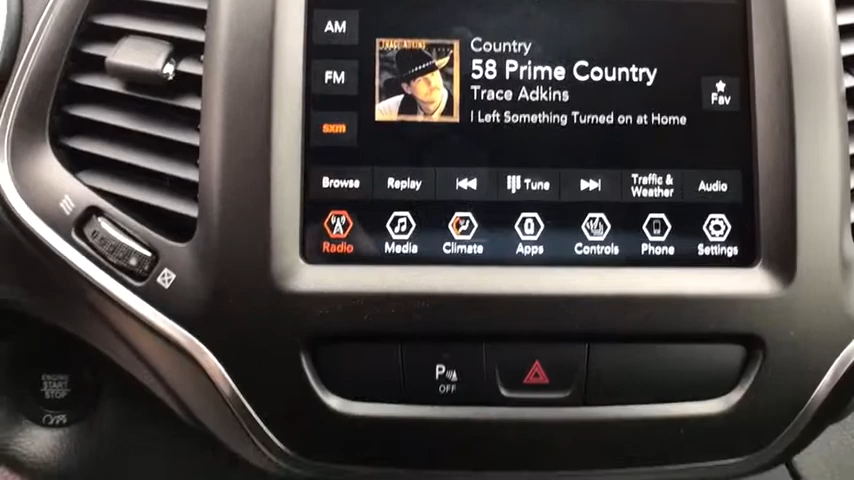 AM
FM
sxm
TRACE ADKINS
Country
58 Prime Country
Trace Adkins
I Left Something Turned on at Home
Fav
Browse
Replay
Tune
Traffic &
Weather
Audio
Radio
Media
Climate
Apps
Controls
Phone
Settings
P
OFF
ENGINE
START
STOP